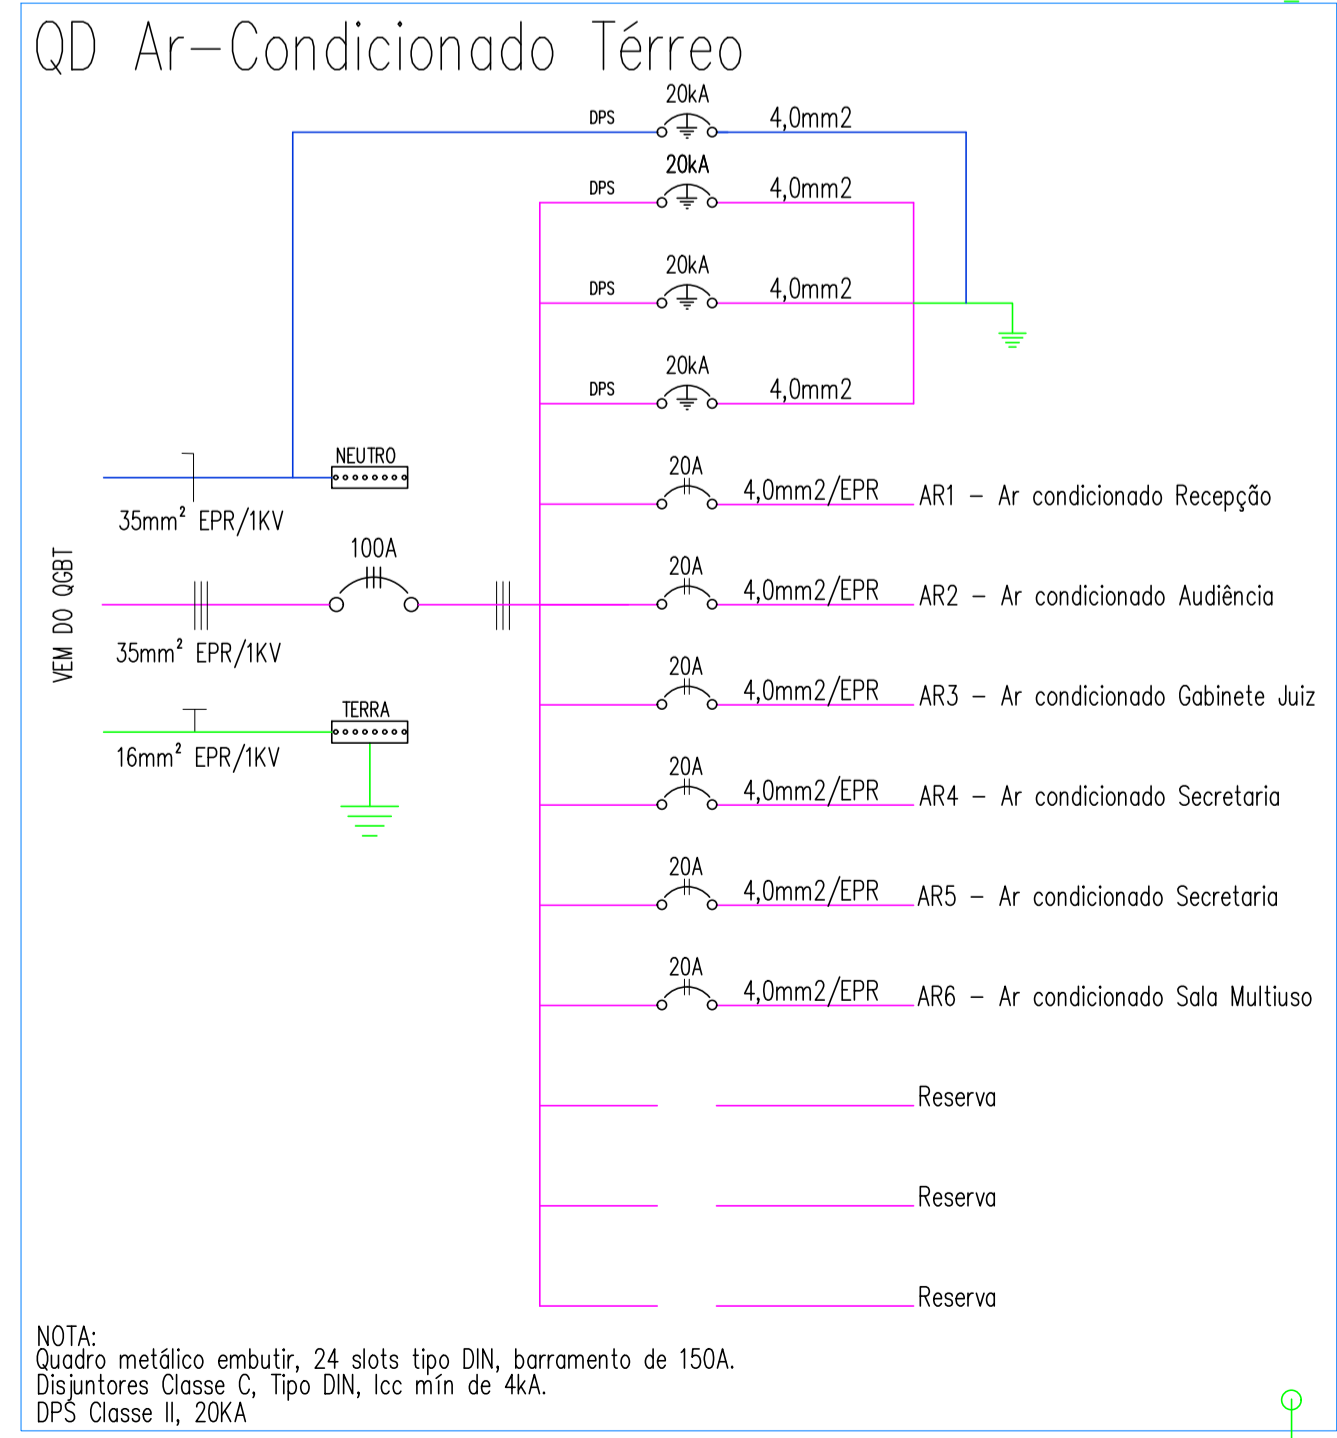 QD Ar-Condicionado Térreo
DPS 20kA 4,0mm2
DPS 20kA 4,0mm2
DPS 20kA 4,0mm2
DPS 20kA 4,0mm2
NEUTRO
35mm² EPR/1KV
VEM DO QGBT
100A
35mm² EPR/1KV
TERRA
16mm² EPR/1KV
20A 4,0mm2/EPR AR1 - Ar condicionado Recepção
20A 4,0mm2/EPR AR2 - Ar condicionado Audiência
20A 4,0mm2/EPR AR3 - Ar condicionado Gabinete Juiz
20A 4,0mm2/EPR AR4 - Ar condicionado Secretaria
20A 4,0mm2/EPR AR5 - Ar condicionado Secretaria
20A 4,0mm2/EPR AR6 - Ar condicionado Sala Multiuso
Reserva
Reserva
Reserva
NOTA:
Quadro metálico embutir, 24 slots tipo DIN, barramento de 150A.
Disjuntores Classe C, Tipo DIN, Icc mín de 4kA.
DPS Classe II, 20KA